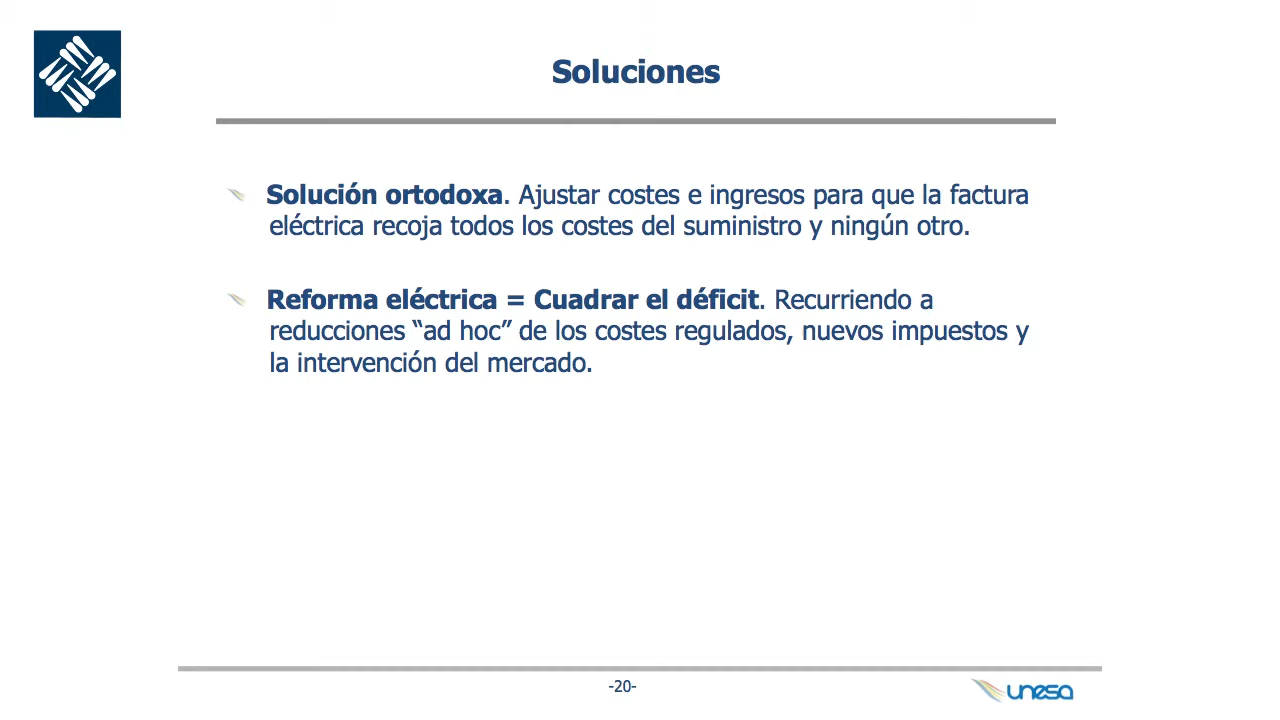 Soluciones
Solución ortodoxa. Ajustar costes e ingresos para que la factura
eléctrica recoja todos los costes del suministro y ningún otro.
Reforma eléctrica = Cuadrar el déficit. Recurriendo a
reducciones “ad hoc” de los costes regulados, nuevos impuestos y
la intervención del mercado.
-20-
unesa